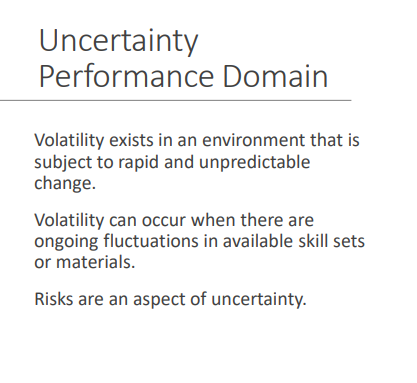 Uncertainty
Performance Domain
Volatility exists in an environment that is
subject to rapid and unpredictable
change.
Volatility can occur when there are
ongoing fluctuations in available skill sets
or materials.
Risks are an aspect of uncertainty.